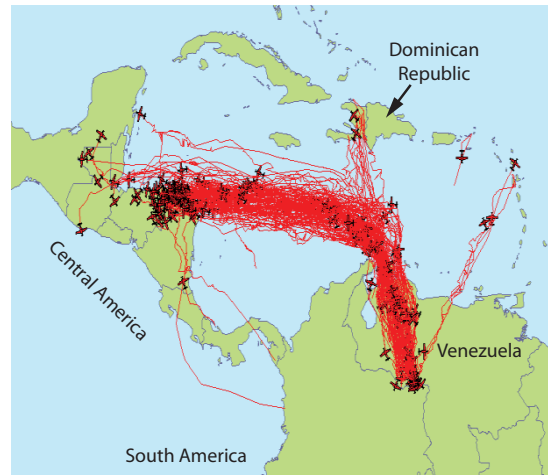 Dominican
Republic
Central America
Venezuela
South America